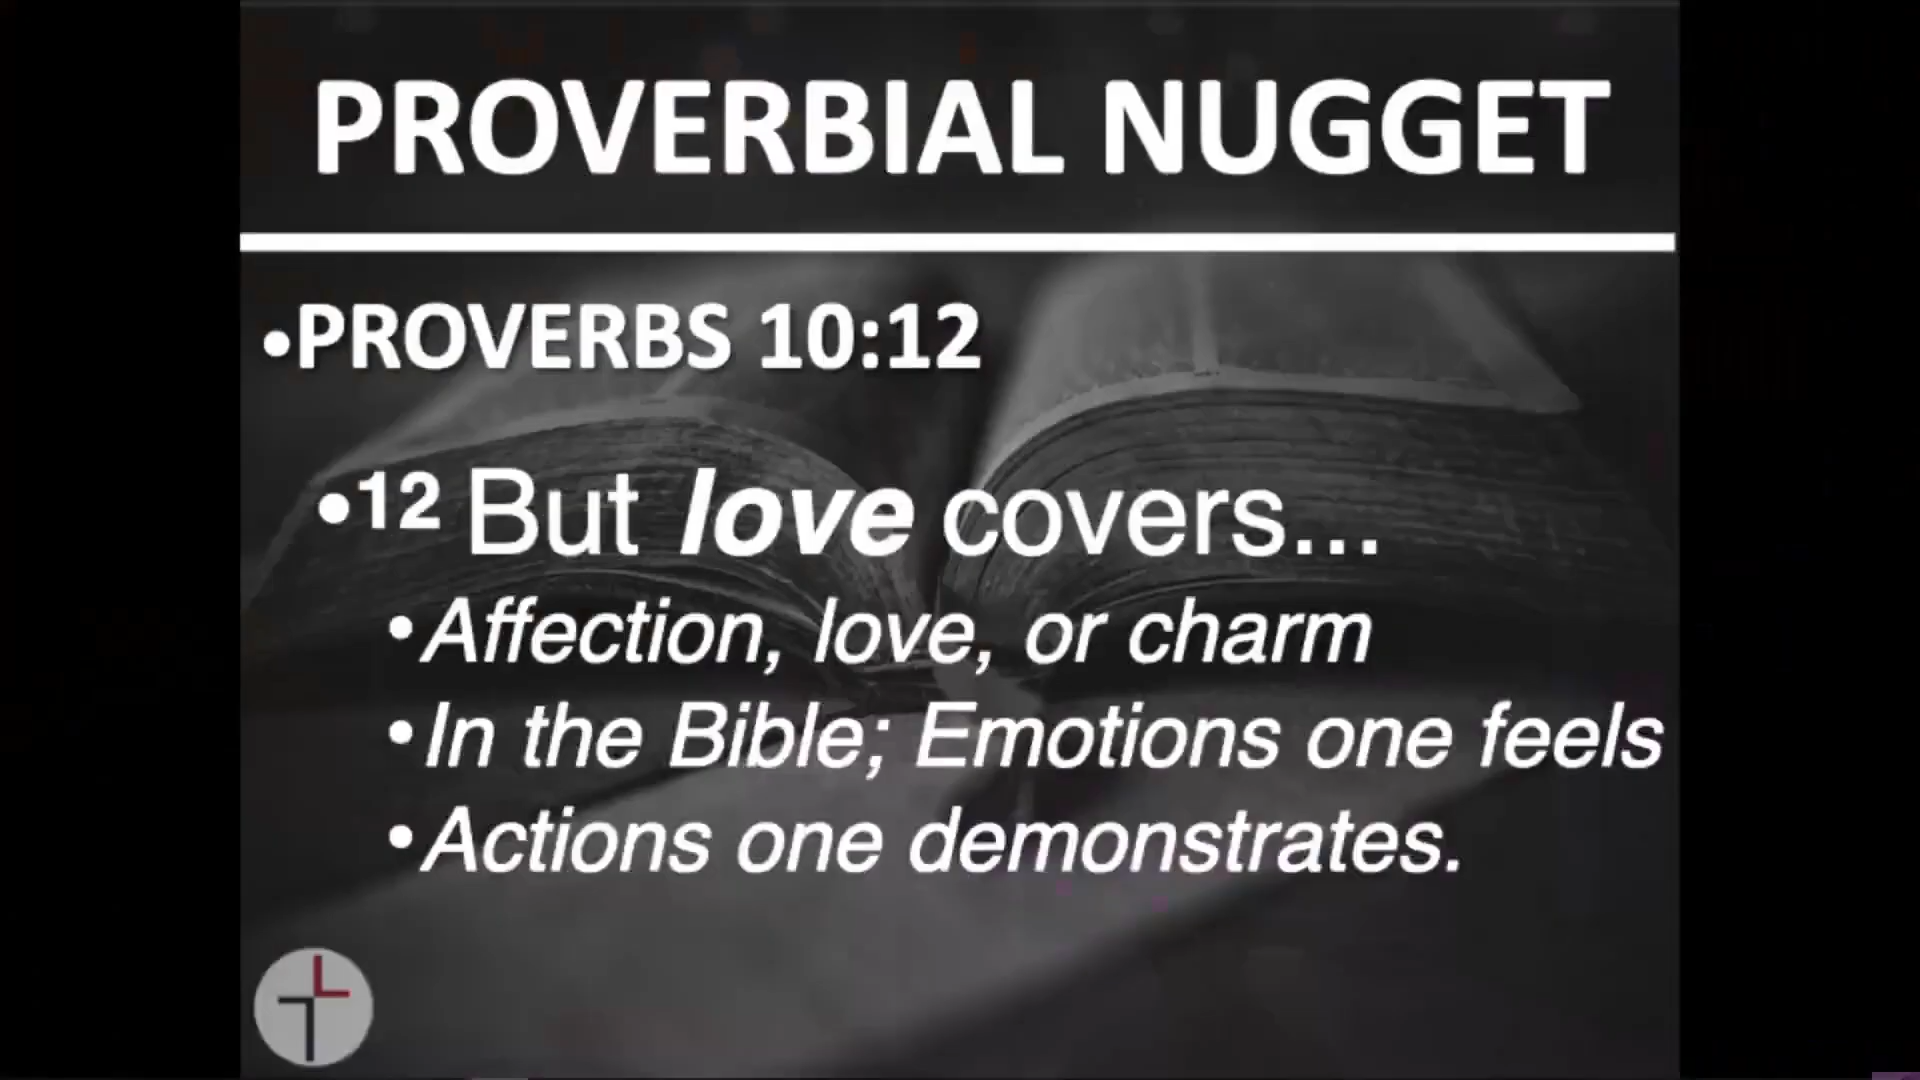 PROVERBIAL NUGGET
•PROVERBS 10:12
•12 But love covers...
•Affection, love, or charm
•In the Bible; Emotions one feels
•Actions one demonstrates.